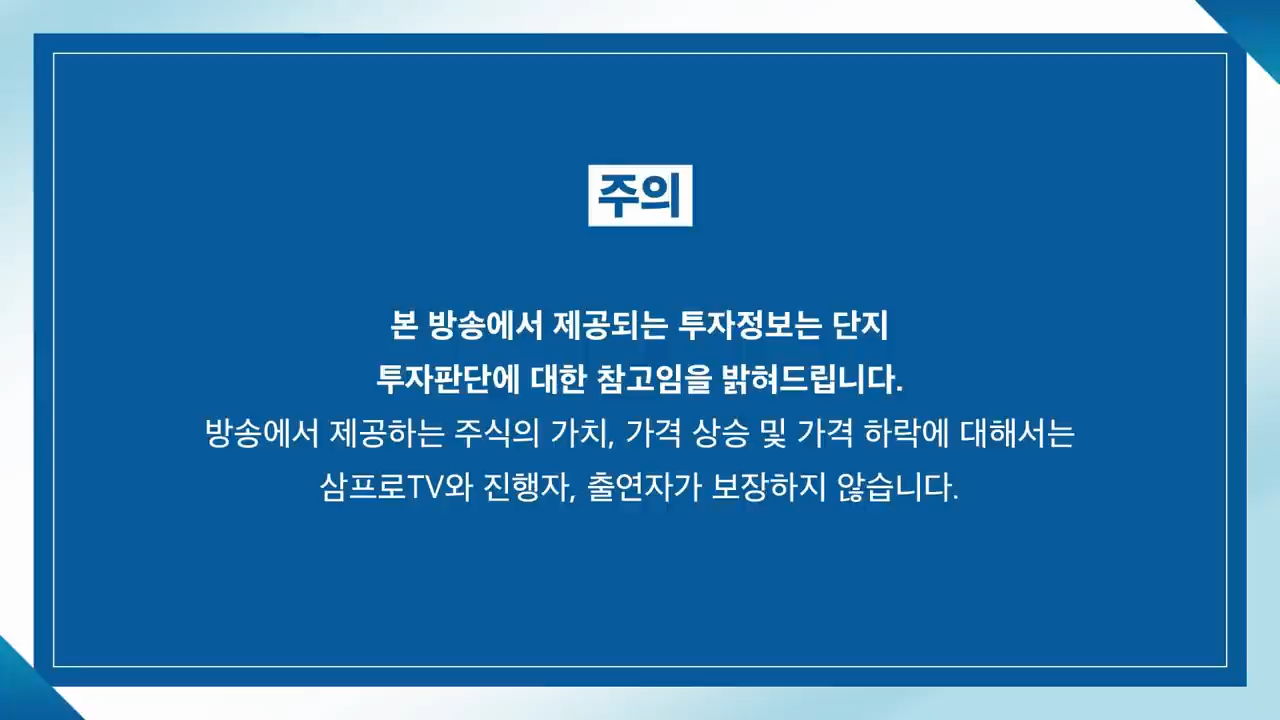 주의
본 방송에서 제공되는 투자정보는 단지
투자판단에 대한 참고임을 밝혀드립니다.
방송에서 제공하는 주식의 가치, 가격 상승 및 가격 하락에 대해서는
삼프로TV와 진행자, 출연자가 보장하지 않습니다.